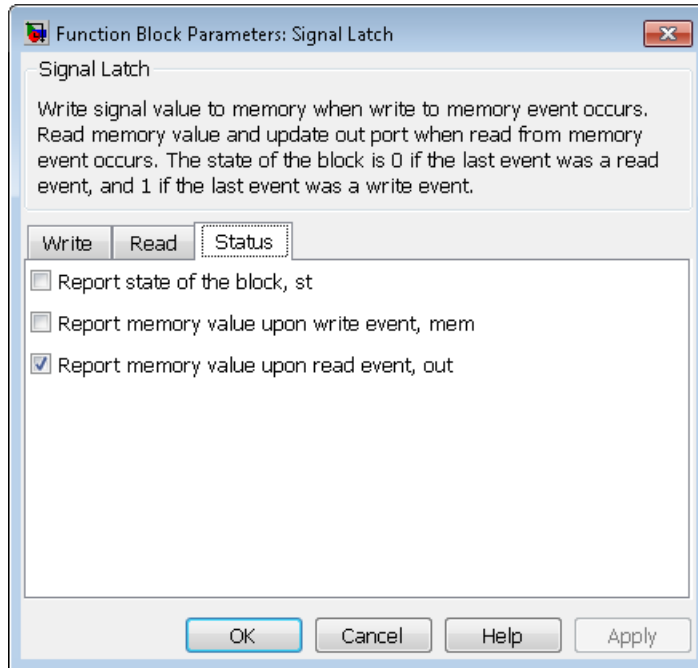 Function Block Parameters: Signal Latch
Signal Latch
Write signal value to memory when write to memory event occurs.
Read memory value and update out port when read from memory
event occurs. The state of the block is 0 if the last event was a read
event, and 1 if the last event was a write event.
Write Read Status
Report state of the block, st
Report memory value upon write event, mem
Report memory value upon read event, out
OK Cancel Help Apply